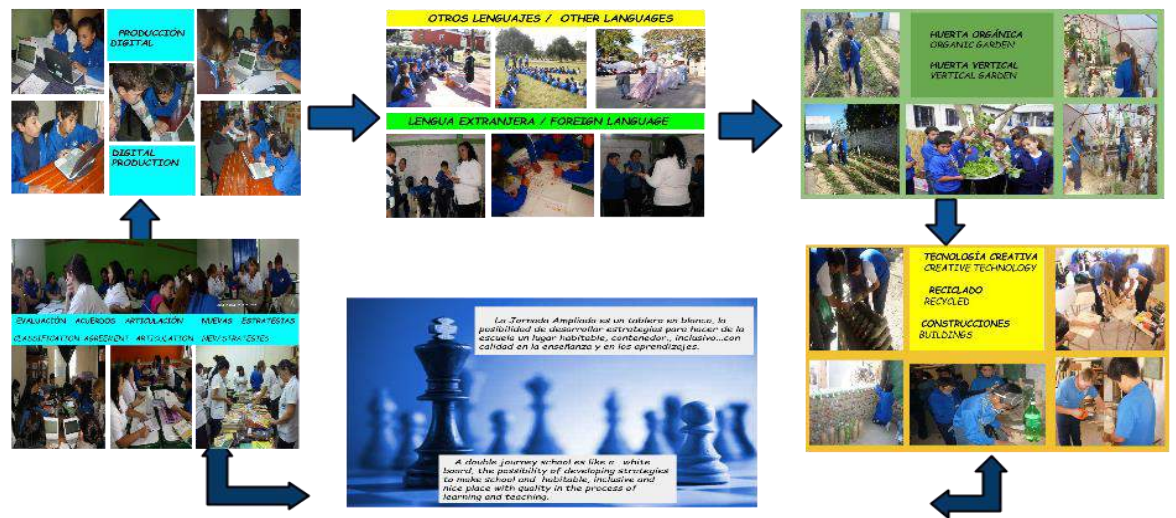 PRODUCCIÓN
DIGITAL
DIGITAL
PRODUCTION
OTROS LENGUAJES / OTHER LANGUAGES
LENGUA EXTRANJERA / FOREIGN LANGUAGE
HUERTA ORGÁNICA
ORGANIC GARDEN
HUERTA VERTICAL
VERTICAL GARDEN
EVALUACIÓN ACUERDOS ARTICULACIÓN NUEVAS ESTRATEGIAS
CLASSIFICATION AGREEMENT ARTICULATION NEW STRATEGIES
La Jornada Ampliada es un tablero en blanco, la
posibilidad de desarrollar estrategias para hacer de la
escuela un lugar habitable, contenedor., inclusivo...con
calidad en la enseñanza y en los aprendizajes.
A double journey school es like a white
board, the possibility of developing strategies
to make school and habitable, inclusive and
nice place with quality in the process of
learning and teaching.
TECNOLOGÍA CREATIVA
CREATIVE TECHNOLOGY
RECICLADO
RECYCLED
CONSTRUCCIONES
BUILDINGS